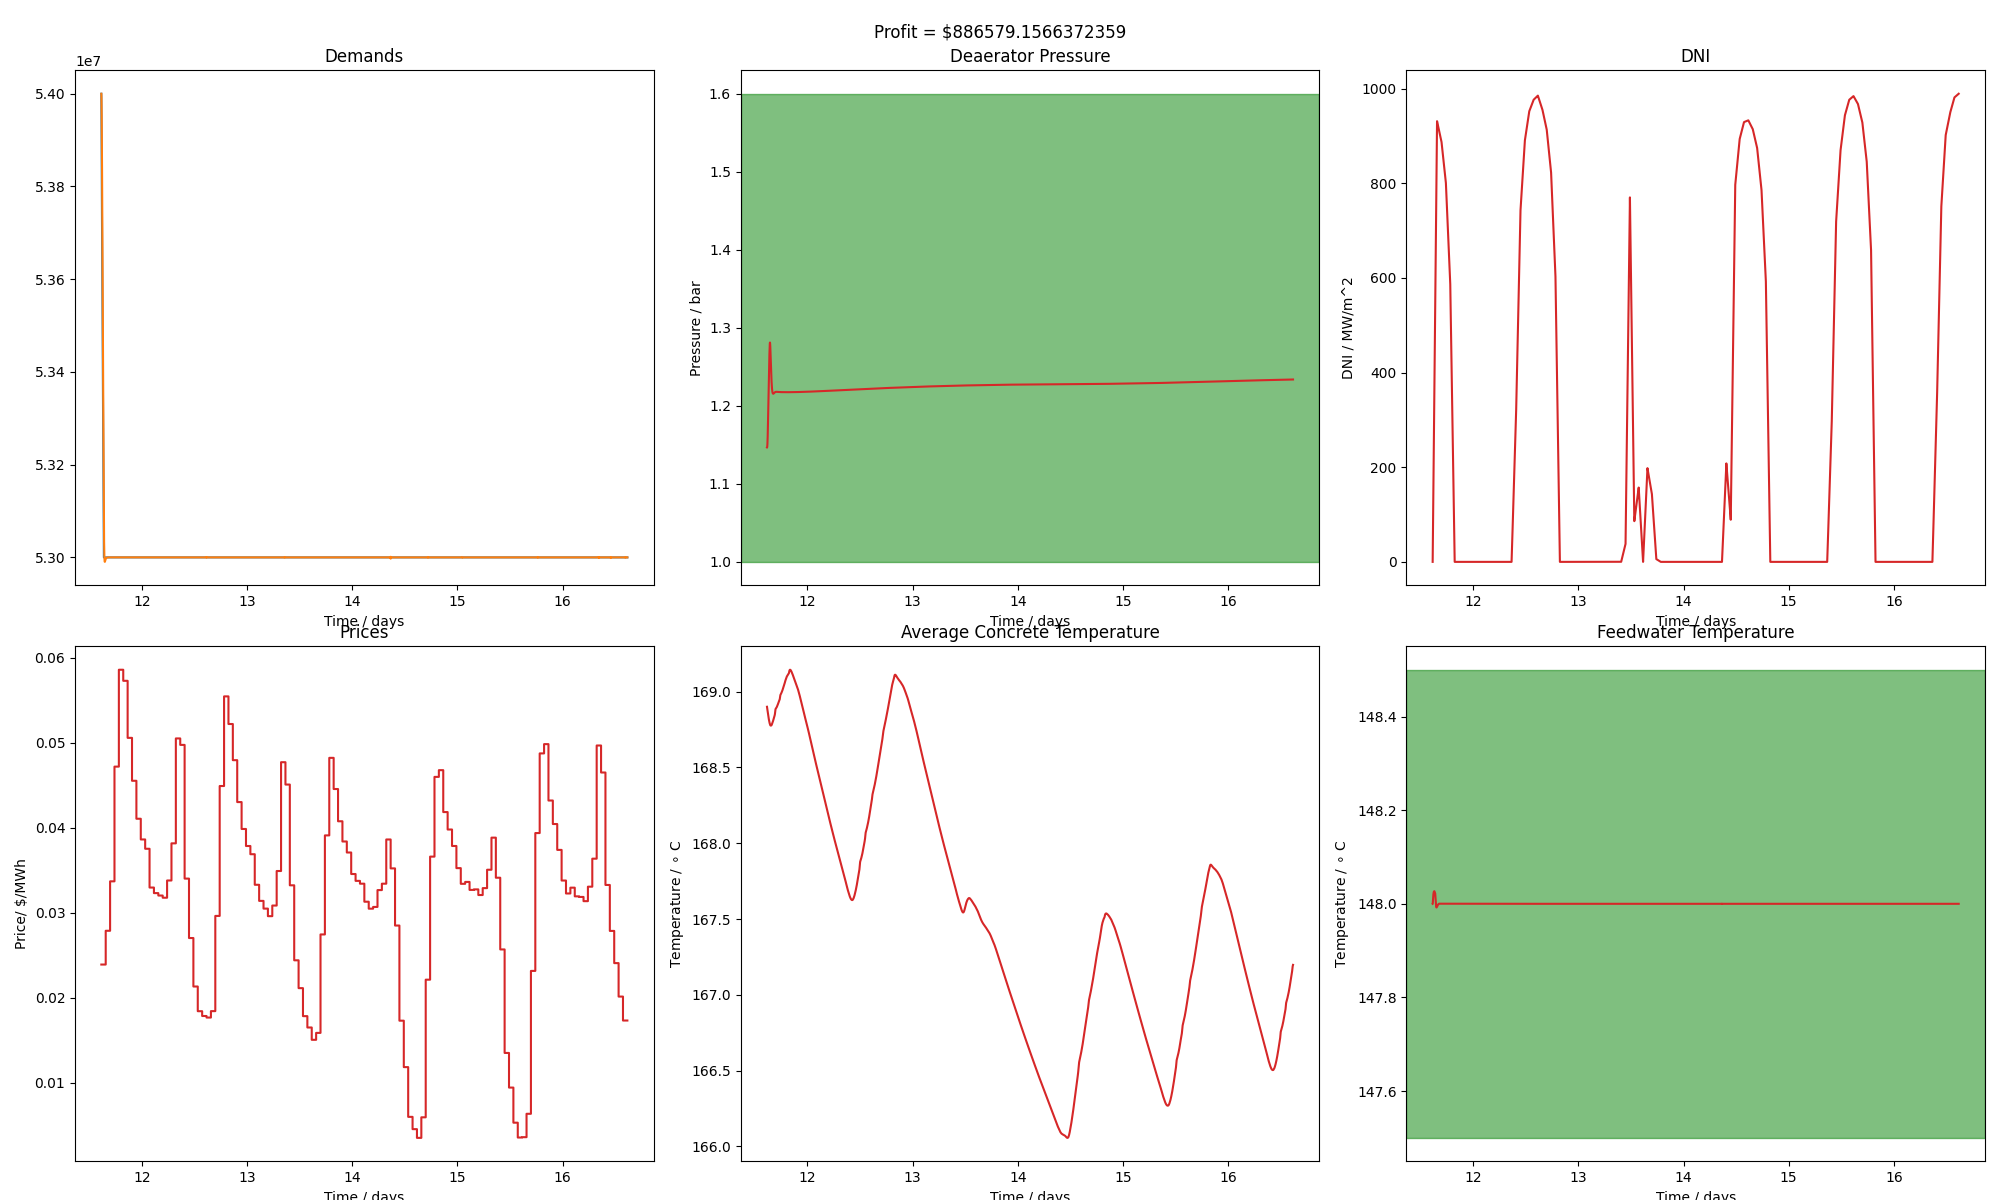 Profit = $886579.1566372359
Demands
1e7
5.40
5.38
5.36
5.34
5.32
5.30
12 13 14 15 16
Time / days
Deaerator Pressure
Pressure / bar
1.6
1.5
1.4
1.3
1.2
1.1
1.0
12 13 14 15 16
Time / days
DNI
DNI / MW/m^2
1000
800
600
400
200
0
12 13 14 15 16
Time / days
Prices
Price/ $/MWh
0.06
0.05
0.04
0.03
0.02
0.01
12 13 14 15 16
Time / days
Average Concrete Temperature
Temperature / ∘ C
169.0
168.5
168.0
167.5
167.0
166.5
166.0
12 13 14 15 16
Time / days
Feedwater Temperature
Temperature / ∘ C
148.4
148.2
148.0
147.8
147.6
12 13 14 15 16
Time / days